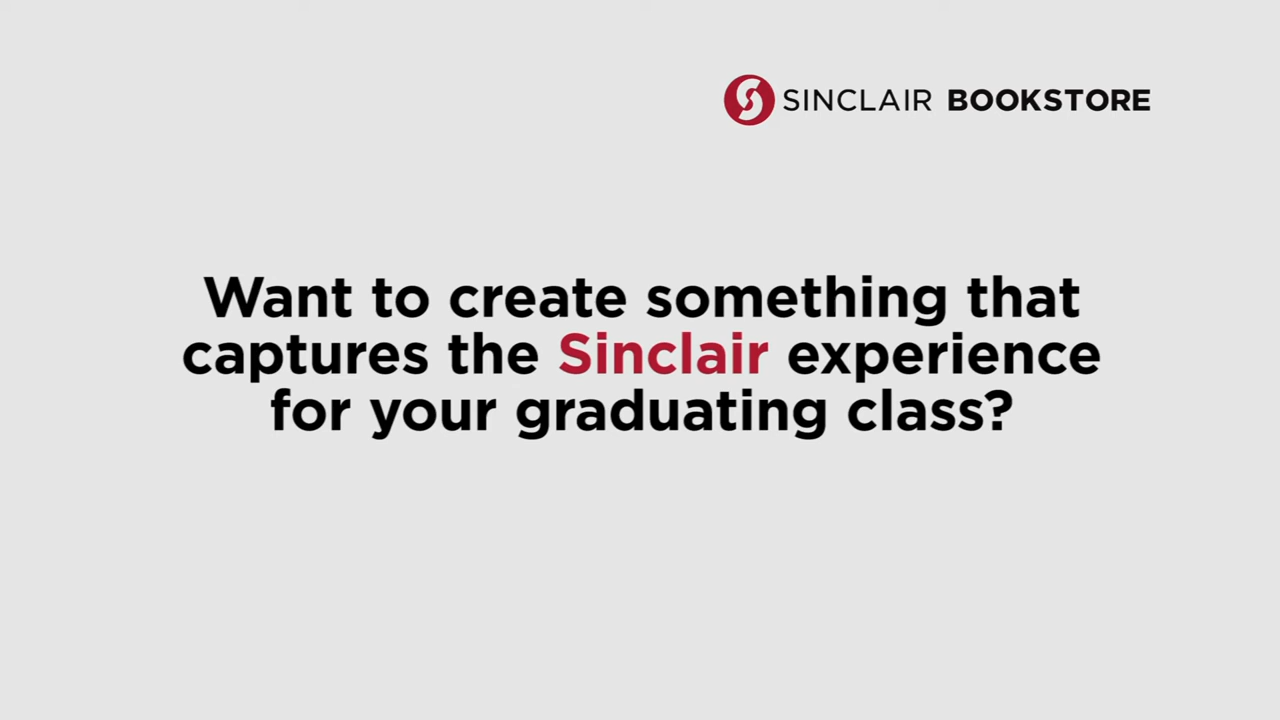 SINCLAIR BOOKSTORE
Want to create something that
captures the Sinclair experience
for your graduating class?